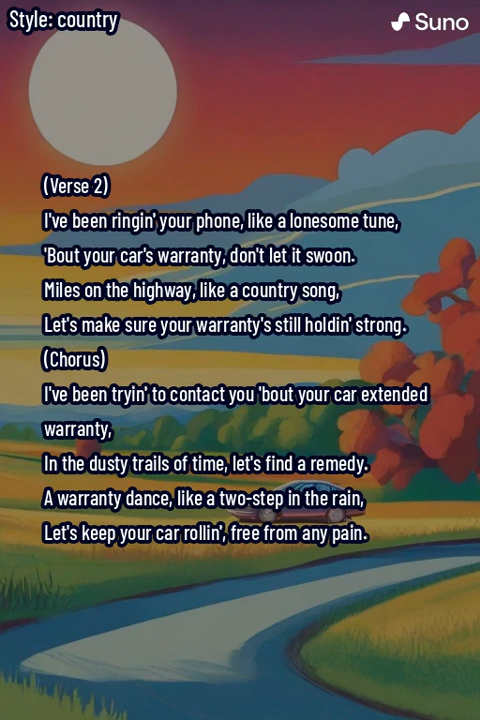 Style: country
Suno
(Verse 2)
I've been ringin' your phone, like a lonesome tune,
'Bout your car's warranty, don't let it swoon.
Miles on the highway, like a country song,
Let's make sure your warranty's still holdin' strong.
(Chorus)
I've been tryin' to contact you 'bout your car extended
warranty,
In the dusty trails of time, let's find a remedy.
A warranty dance, like a two-step in the rain,
Let's keep your car rollin', free from any pain.